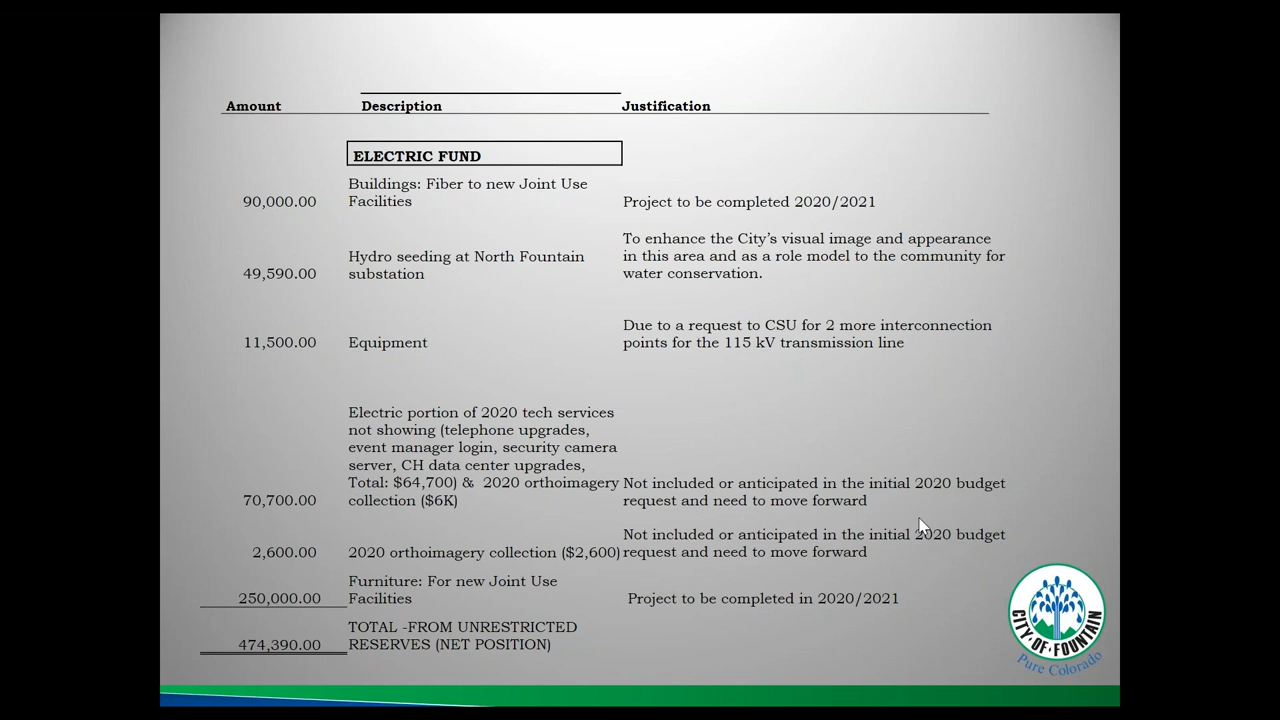 Amount Description Justification
ELECTRIC FUND
Buildings: Fiber to new Joint Use
90,000.00 Facilities Project to be completed 2020/2021
To enhance the City’s visual image and appearance
Hydro seeding at North Fountain in this area and as a role model to the community for
49,590.00 substation water conservation.
Due to a request to CSU for 2 more interconnection
11,500.00 Equipment points for the 115 kV transmission line
Electric portion of 2020 tech services
not showing (telephone upgrades,
event manager login, security camera
server, CH data center upgrades,
Total: $64,700) & 2020 orthoimagery Not included or anticipated in the initial 2020 budget
70,700.00 collection ($6K) request and need to move forward
Not included or anticipated in the initial 2020 budget
2,600.00 2020 orthoimagery collection ($2,600) request and need to move forward
Furniture: For new Joint Use
250,000.00 Facilities Project to be completed in 2020/2021
TOTAL -FROM UNRESTRICTED
474,390.00 RESERVES (NET POSITION)
CITY·OF·FOUNTAIN
Pure Colorado